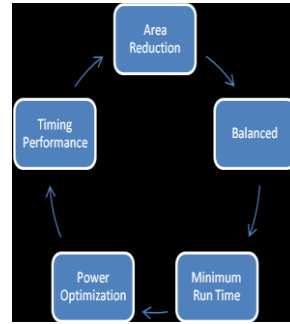 Area
Reduction
Balanced
Minimum
Run Time
Power
Optimization
Timing
Performance